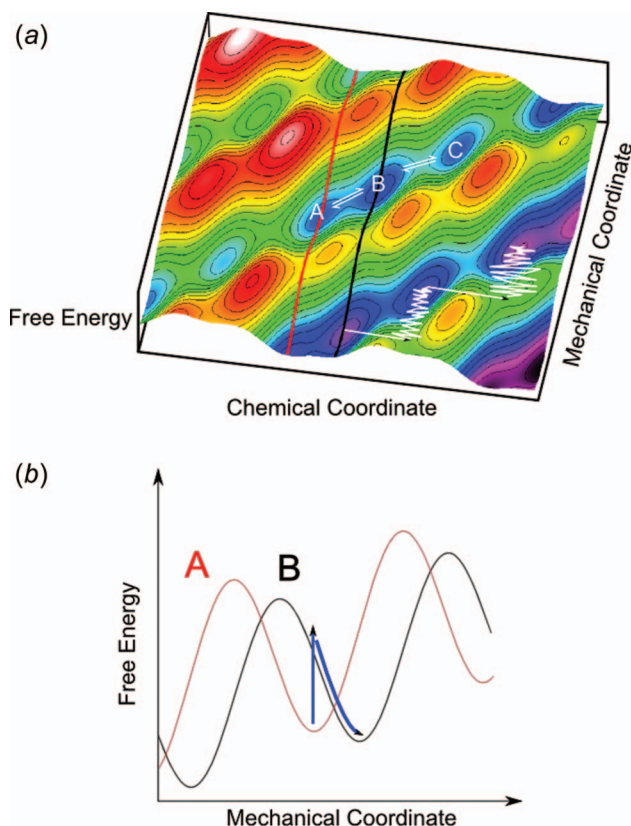 (a)
A
B
C
Free Energy
Mechanical Coordinate
Chemical Coordinate
(b)
A
B
Free Energy
Mechanical Coordinate